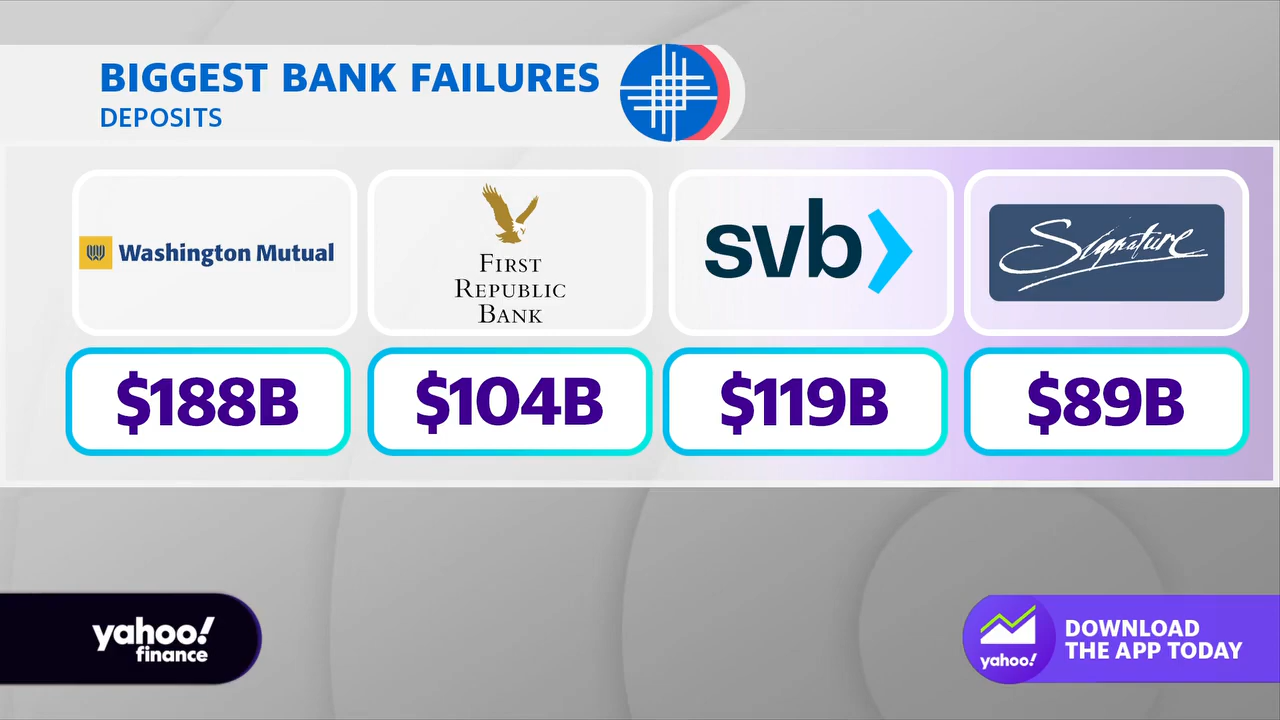 BIGGEST BANK FAILURES
DEPOSITS
Washington Mutual
FIRST
REPUBLIC
BANK
svb
Signature
$188B
$104B
$119B
$89B
yahoo!
finance
yahoo!
DOWNLOAD
THE APP TODAY